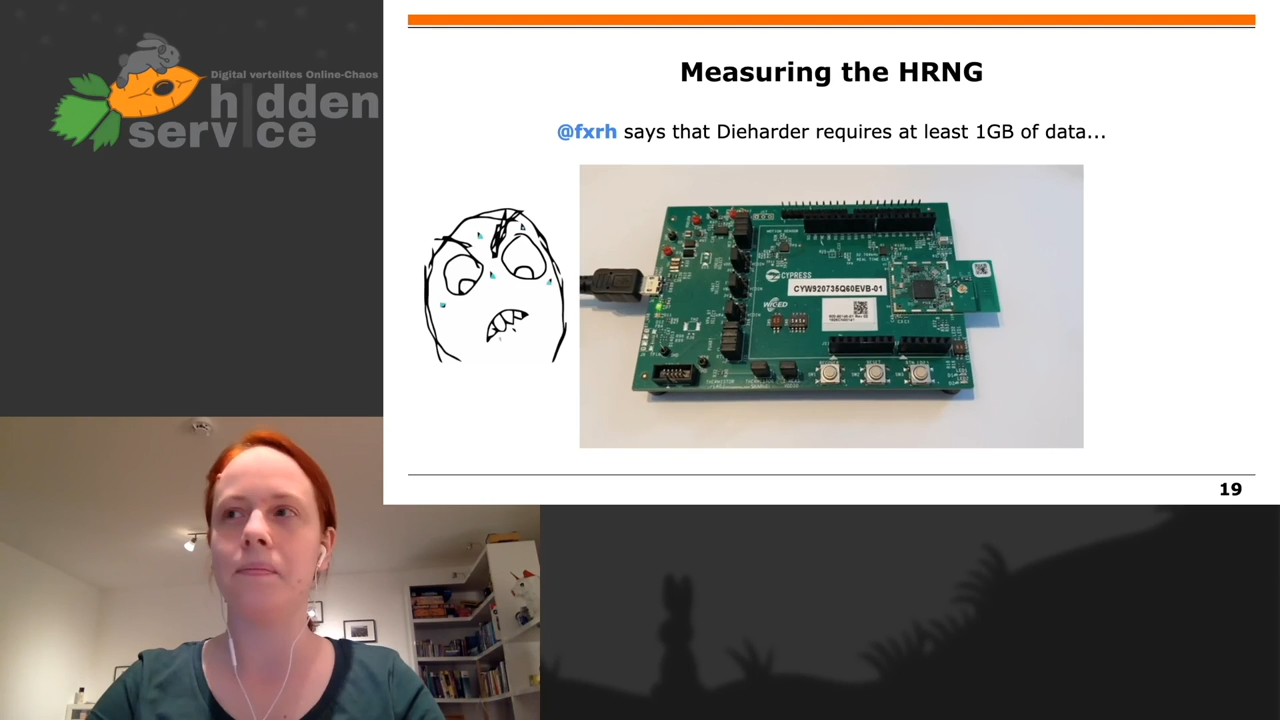 Digital verteiltes Online-Chaos
hidden
service
Measuring the HRNG
@fxrh says that Dieharder requires at least 1GB of data...
CYPRESS
CYW920735Q60EVB-01
WICED
RESET
19